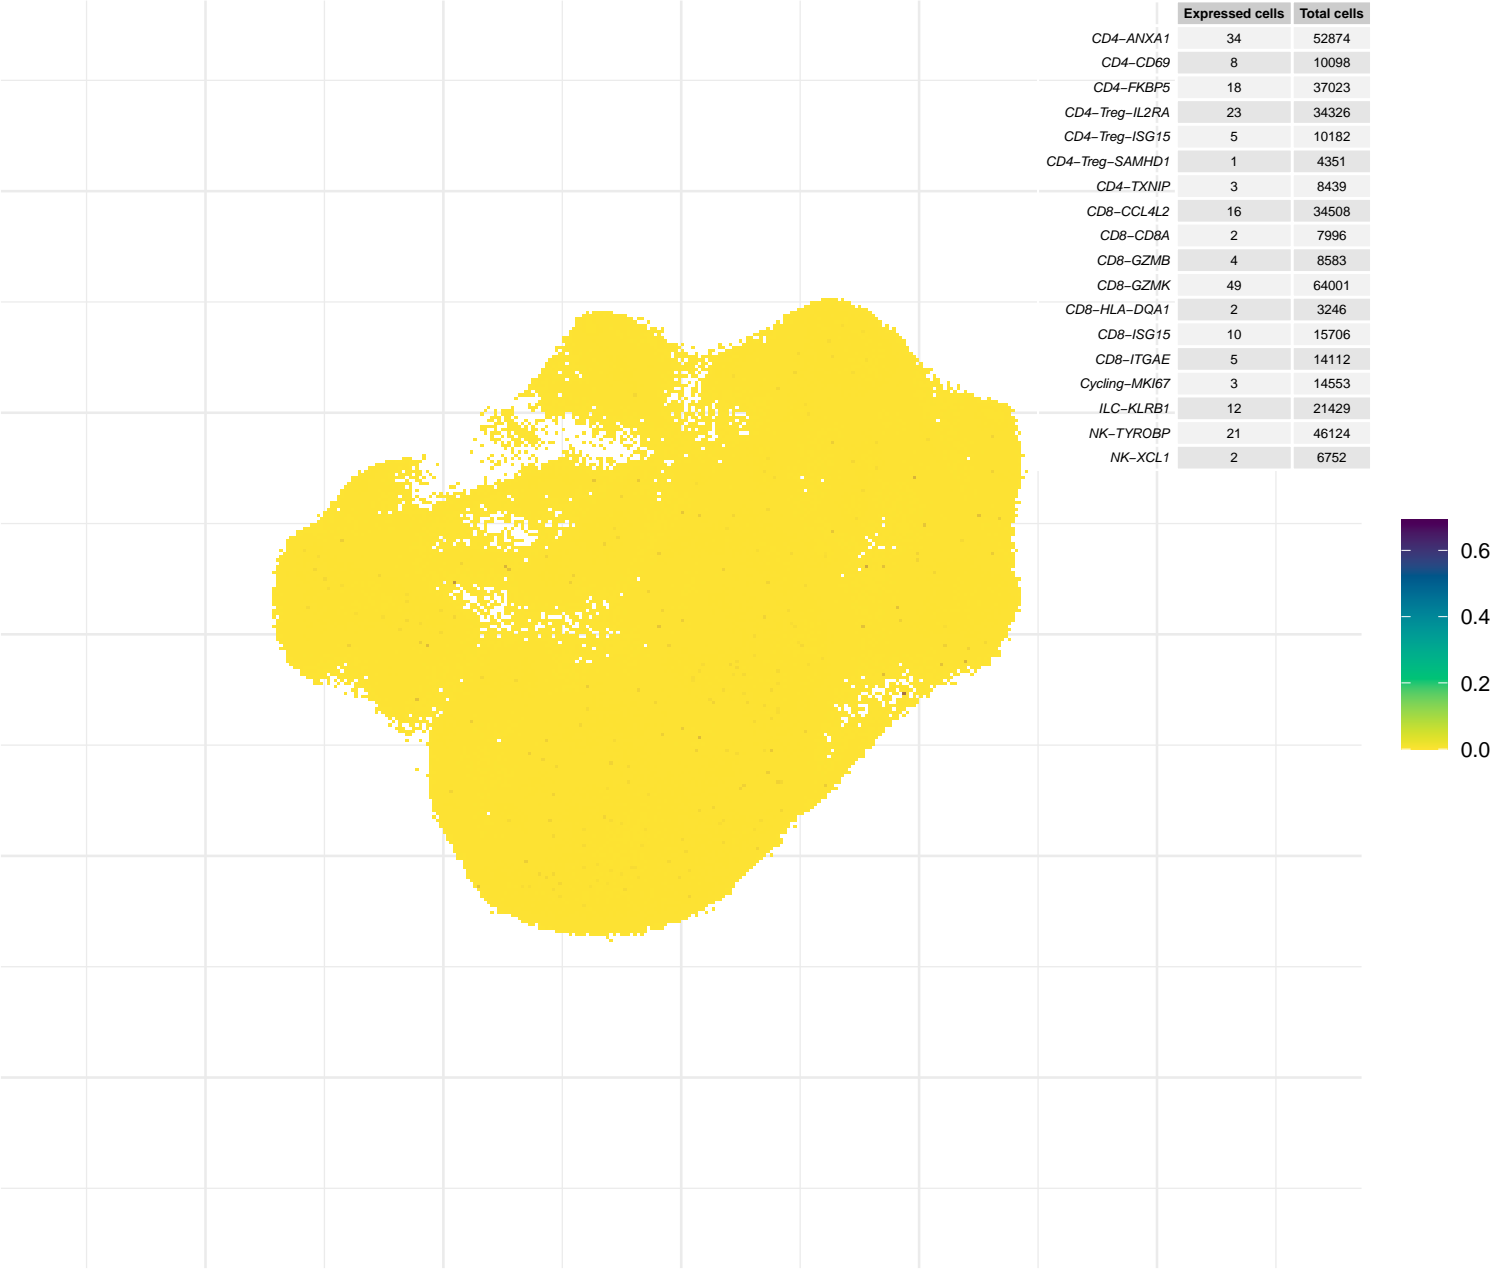 Expressed cells Total cells
CD4−ANXA1 34 52874
CD4−CD69 8 10098
CD4−FKBP5 18 37023
CD4−Treg−IL2RA 23 34326
CD4−Treg−ISG15 5 10182
CD4−Treg−SAMHD1 1 4351
CD4−TXNIP 3 8439
CD8−CCL4L2 16 34508
CD8−CD8A 2 7996
CD8−GZMB 4 8583
CD8−GZMK 49 64001
CD8−HLA−DQA1 2 3246
CD8−ISG15 10 15706
CD8−ITGAE 5 14112
Cycling−MKI67 3 14553
ILC−KLRB1 12 21429
NK−TYROBP 21 46124
NK−XCL1 2 6752
0.6
0.4
0.2
0.0